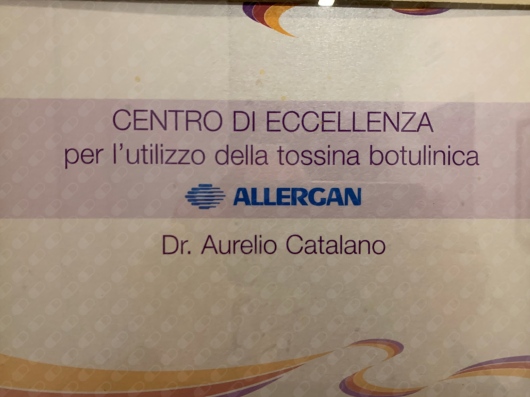 CENTRO DI ECCELLENZA
per l'utilizzo della tossina botulinica
ALLERGAN
Dr. Aurelio Catalano